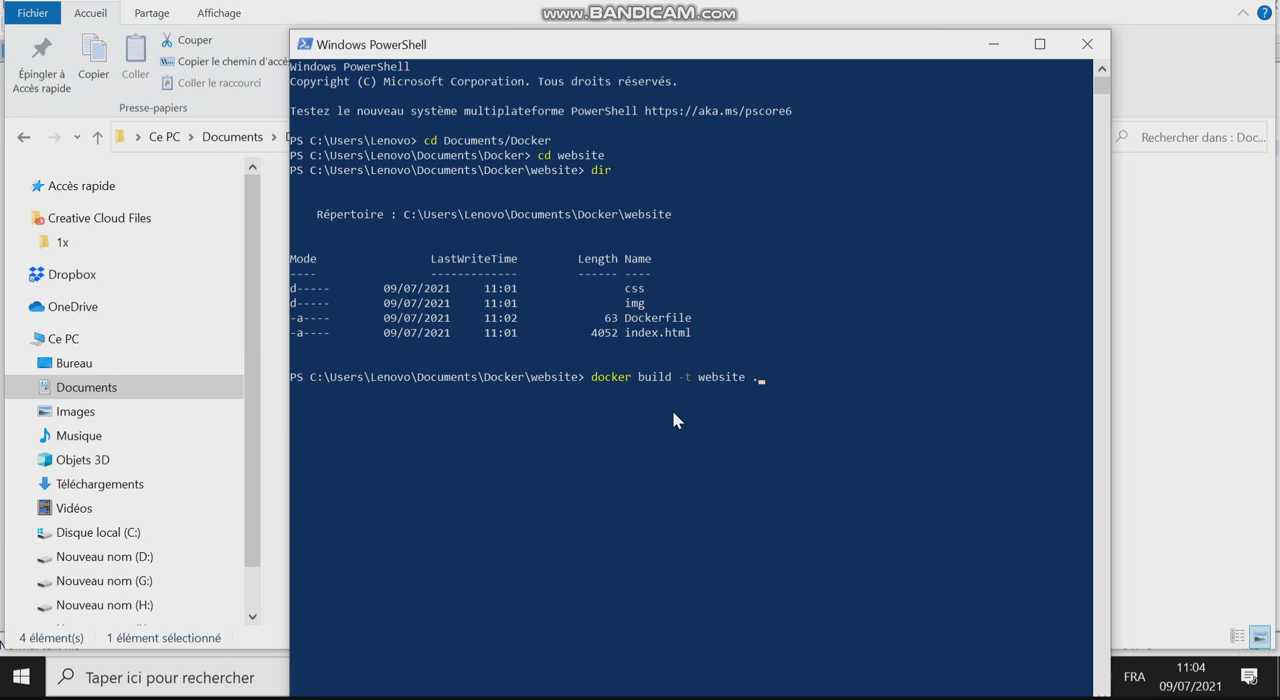 www.BANDICAM.com
Fichier Accueil Partage Affichage
Épingler à
Accès rapide
Copier
Coller
Couper
Copier le chemin d'accè
Coller le raccourci
Presse-papiers
Ce PC Documents
Rechercher dans : Doc...
Accès rapide
Creative Cloud Files
1x
Dropbox
OneDrive
Ce PC
Bureau
Documents
Images
Musique
Objets 3D
Téléchargements
Vidéos
Disque local (C:)
Nouveau nom (D:)
Nouveau nom (G:)
Nouveau nom (H:)
4 élément(s) 1 élément sélectionné
Windows PowerShell
Windows PowerShell
Copyright (C) Microsoft Corporation. Tous droits réservés.
Testez le nouveau système multiplateforme PowerShell https://aka.ms/pscore6
PS C:\Users\Lenovo> cd Documents/Docker
PS C:\Users\Lenovo\Documents\Docker> cd website
PS C:\Users\Lenovo\Documents\Docker\website> dir
Répertoire : C:\Users\Lenovo\Documents\Docker\website
Mode LastWriteTime Length Name
---- ------------- ------ ----
d----- 09/07/2021 11:01 css
d----- 09/07/2021 11:01 img
-a---- 09/07/2021 11:02 63 Dockerfile
-a---- 09/07/2021 11:01 4052 index.html
PS C:\Users\Lenovo\Documents\Docker\website> docker build -t website .
Taper ici pour rechercher
FRA
11:04
09/07/2021